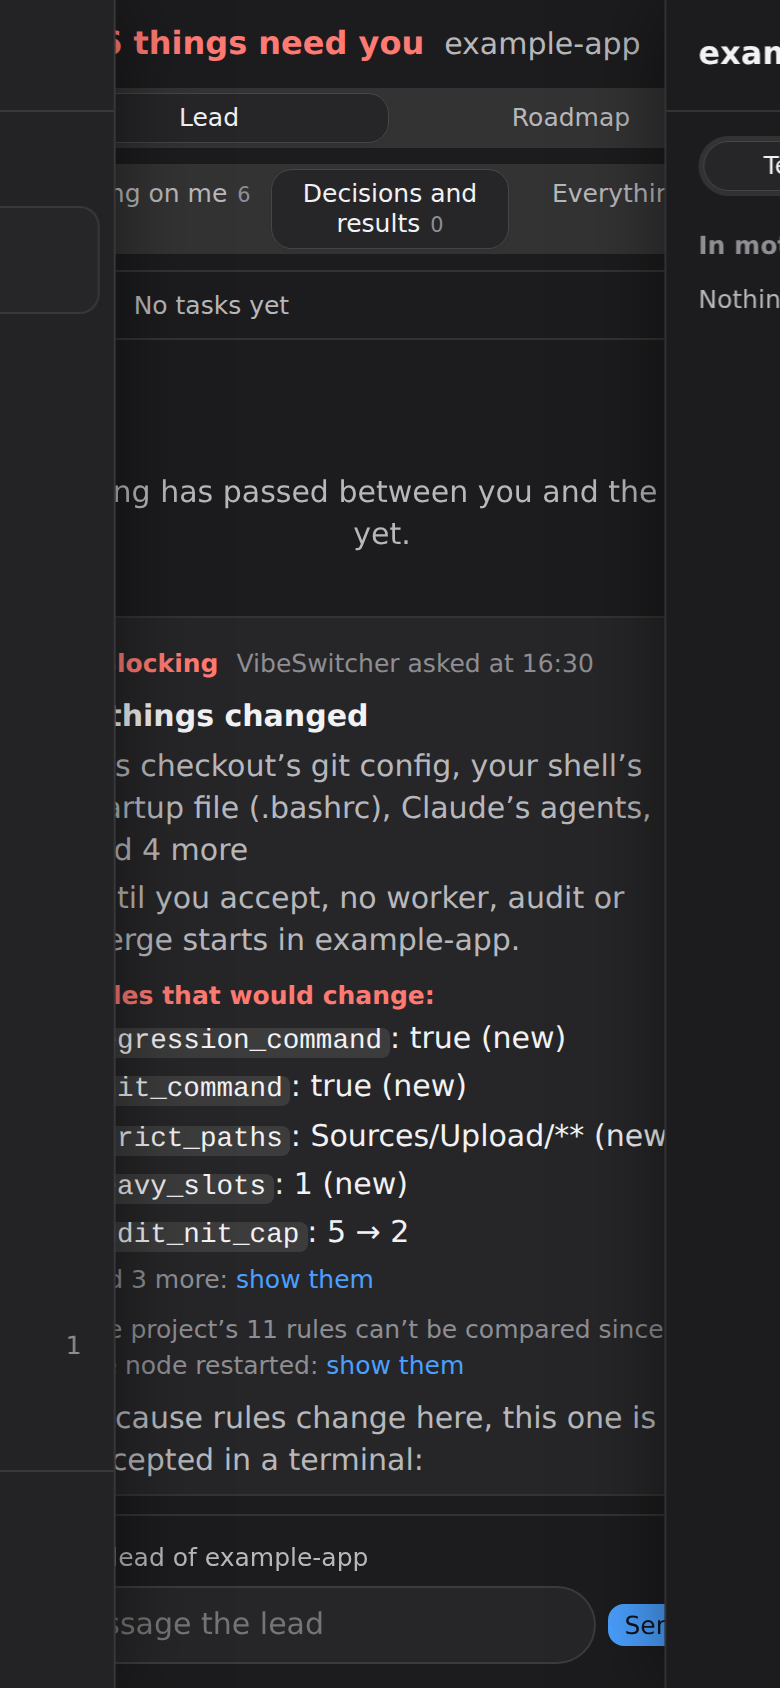 things need you example-app
exam
Lead Roadmap
ng on me 6 Decisions and results 0 Everythin
Te
In mot
No tasks yet
Nothin
ng has passed between you and the
yet.
locking VibeSwitcher asked at 16:30
things changed
s checkout’s git config, your shell’s
artup file (.bashrc), Claude’s agents,
d 4 more
til you accept, no worker, audit or
erge starts in example-app.
les that would change:
gression_command: true (new)
it_command: true (new)
rict_paths: Sources/Upload/** (new
avy_slots: 1 (new)
dit_nit_cap: 5 → 2
d 3 more: show them
e project’s 11 rules can’t be compared since
node restarted: show them
1
cause rules change here, this one is
cepted in a terminal:
lead of example-app
ssage the lead
Sen